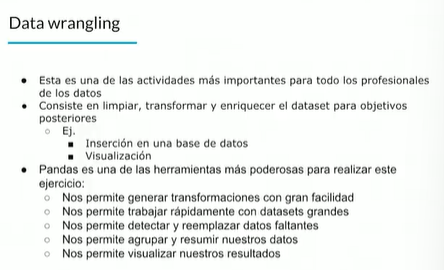 Data wrangling
● Esta es una de las actividades más importantes para todo los profesionales
de los datos
● Consiste en limpiar, transformar y enriquecer el dataset para objetivos
posteriores
○ Ej.
■ Inserción en una base de datos
■ Visualización
● Pandas es una de las herramientas más poderosas para realizar este
ejercicio:
○ Nos permite generar transformaciones con gran facilidad
○ Nos permite trabajar rápidamente con datasets grandes
○ Nos permite detectar y reemplazar datos faltantes
○ Nos permite agrupar y resumir nuestros datos
○ Nos permite visualizar nuestros resultados